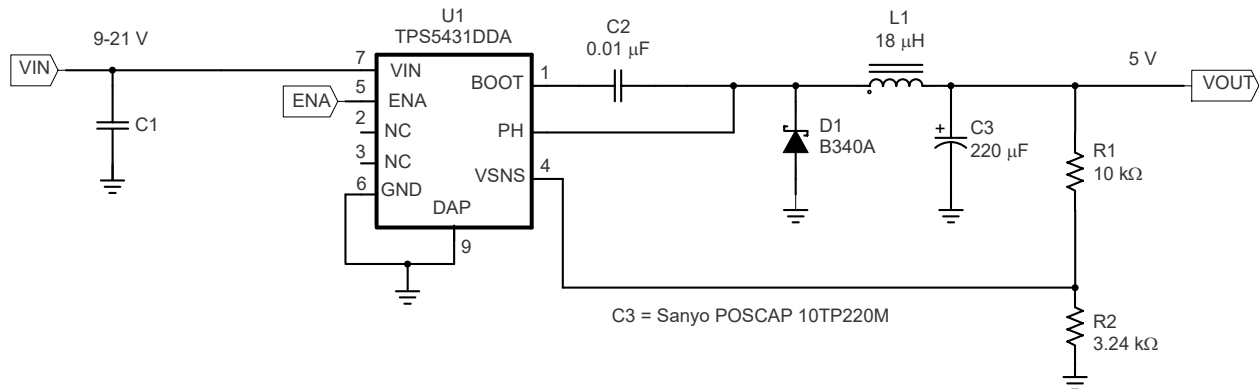 U1
TPS5431DDA
9-21 V
VIN
7
VIN
ENA
5
ENA
2
NC
3
NC
6
GND
DAP
9
BOOT
1
PH
VSNS
4
C1
C2
0.01 μF
L1
18 μH
5 V
VOUT
D1
B340A
+
C3
220 μF
R1
10 kΩ
C3 = Sanyo POSCAP 10TP220M
R2
3.24 kΩ